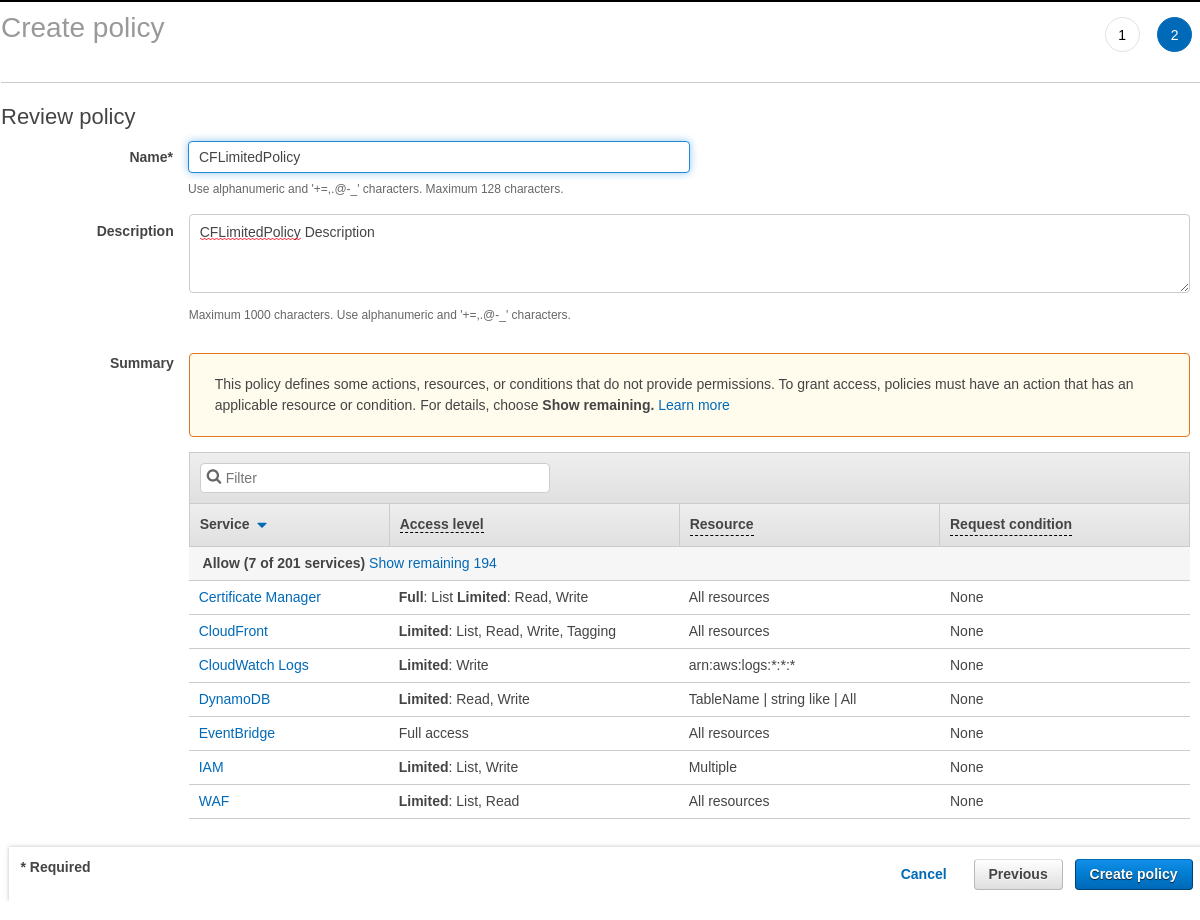 Create policy
1
2
Review policy
Name*
CFLimitedPolicy
Use alphanumeric and '+=,.@-_' characters. Maximum 128 characters.
Description
CFLimitedPolicy Description
Maximum 1000 characters. Use alphanumeric and '+=,.@-_' characters.
Summary
This policy defines some actions, resources, or conditions that do not provide permissions. To grant access, policies must have an action that has an
applicable resource or condition. For details, choose Show remaining. Learn more
Filter
Service Access level Resource Request condition
Allow (7 of 201 services) Show remaining 194
Certificate Manager Full: List Limited: Read, Write All resources None
CloudFront Limited: List, Read, Write, Tagging All resources None
CloudWatch Logs Limited: Write arn:aws:logs:*:*:* None
DynamoDB Limited: Read, Write TableName | string like | All None
EventBridge Full access All resources None
IAM Limited: List, Write Multiple None
WAF Limited: List, Read All resources None
* Required
Cancel Previous Create policy